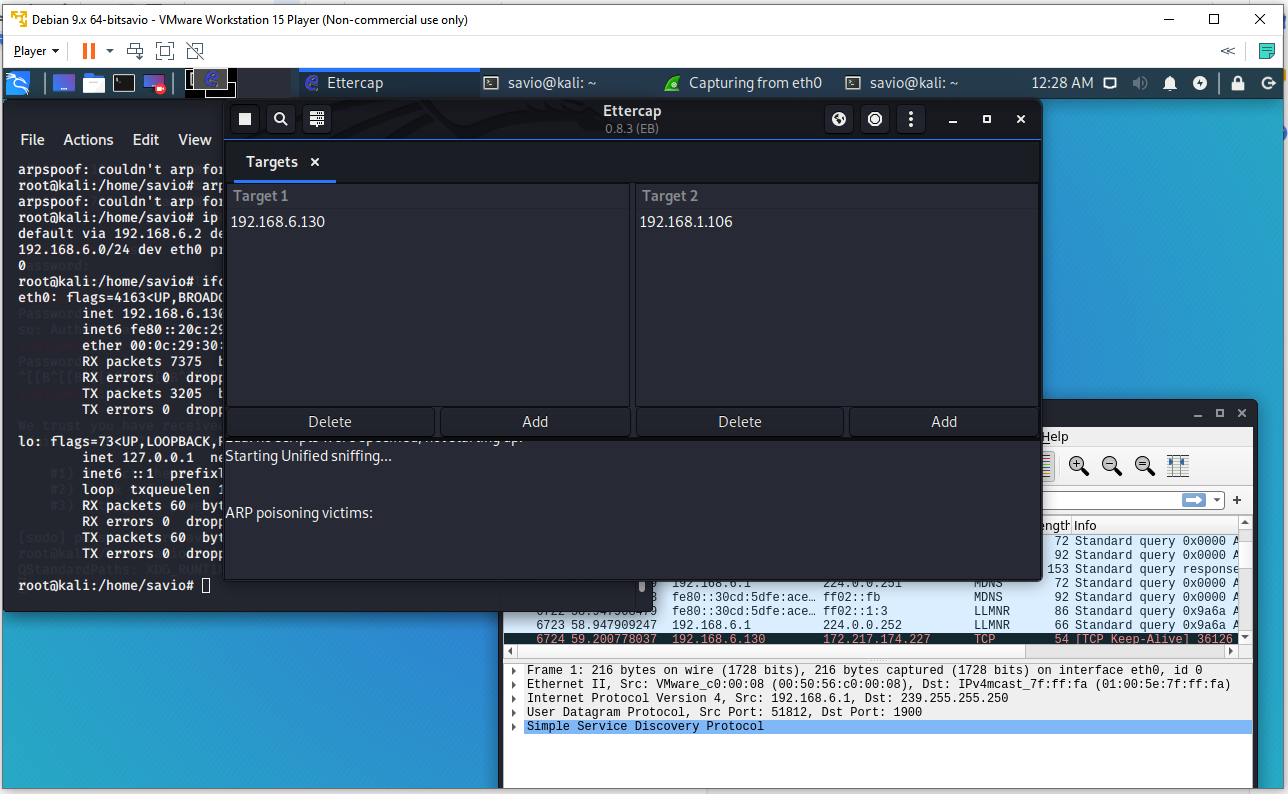 Debian 9.x 64-bitsavio - VMware Workstation 15 Player (Non-commercial use only)
Player
Ettercap
savio@kali: ~
Capturing from eth0
savio@kali: ~
12:28 AM
File Actions Edit View
arpspoof: couldn't arp for
root@kali:/home/savio# arp
arpspoof: couldn't arp for
root@kali:/home/savio# ip
default via 192.168.6.2 de
192.168.6.0/24 dev eth0 pr
0
root@kali:/home/savio# ifc
eth0: flags=4163<UP,BROADC
inet 192.168.6.130
inet6 fe80::20c:29
ether 00:0c:29:30:
RX packets 7375 b
RX errors 0 dropp
TX packets 3205 b
TX errors 0 dropp
lo: flags=73<UP,LOOPBACK,R
inet 127.0.0.1 ne
inet6 ::1 prefixl
loop txqueuelen 1
RX packets 60 byt
RX errors 0 dropp
TX packets 60 byt
TX errors 0 dropp
root@kali:/home/savio#
Ettercap
0.8.3 (EB)
Targets
Target 1
Target 2
192.168.6.130
192.168.1.106
Delete
Add
Delete
Add
Starting Unified sniffing...
ARP poisoning victims:
Help
ength Info
72 Standard query 0x0000 A
92 Standard query 0x0000 A
153 Standard query response
192.168.6.1 224.0.0.251 MDNS 72 Standard query 0x0000 A
fe80::30cd:5dfe:ace… ff02::fb MDNS 92 Standard query 0x0000 A
6722 58.947908479 fe80::30cd:5dfe:ace… ff02::1:3 LLMNR 86 Standard query 0x9a6a A
6723 58.947909247 192.168.6.1 224.0.0.252 LLMNR 66 Standard query 0x9a6a A
6724 59.200778037 192.168.6.130 172.217.174.227 TCP 54 [TCP Keep-Alive] 36126
Frame 1: 216 bytes on wire (1728 bits), 216 bytes captured (1728 bits) on interface eth0, id 0
Ethernet II, Src: VMware_c0:00:08 (00:50:56:c0:00:08), Dst: IPv4mcast_7f:ff:fa (01:00:5e:7f:ff:fa)
Internet Protocol Version 4, Src: 192.168.6.1, Dst: 239.255.255.250
User Datagram Protocol, Src Port: 51812, Dst Port: 1900
Simple Service Discovery Protocol